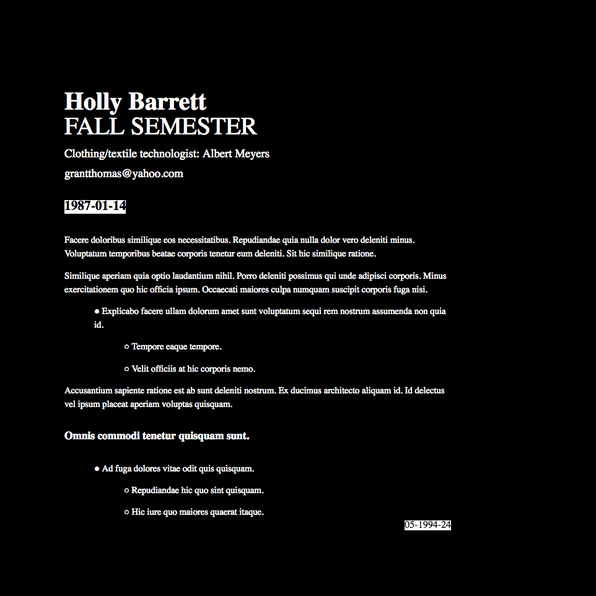 Holly Barrett
FALL SEMESTER
Clothing/textile technologist: Albert Meyers
grantthomas@yahoo.com
1987-01-14
Facere doloribus similique eos necessitatibus. Repudiandae quia nulla dolor vero deleniti minus.
Voluptatum temporibus beatae corporis tenetur eum deleniti. Sit hic similique ratione.
Similique aperiam quia optio laudantium nihil. Porro deleniti possimus qui unde adipisci corporis. Minus
exercitationem quo hic officia ipsum. Occaecati maiores culpa numquam suscipit corporis fuga nisi.
● Explicabo facere ullam dolorum amet sunt voluptatum sequi rem nostrum assumenda non quia
id.
○ Tempore eaque tempore.
○ Velit officiis at hic corporis nemo.
Accusantium sapiente ratione est ab sunt deleniti nostrum. Ex ducimus architecto aliquam id. Id delectus
vel ipsum placeat aperiam voluptas quisquam.
Omnis commodi tenetur quisquam sunt.
● Ad fuga dolores vitae odit quis quisquam.
○ Repudiandae hic quo sint quisquam.
○ Hic iure quo maiores quaerat itaque.
05-1994-24